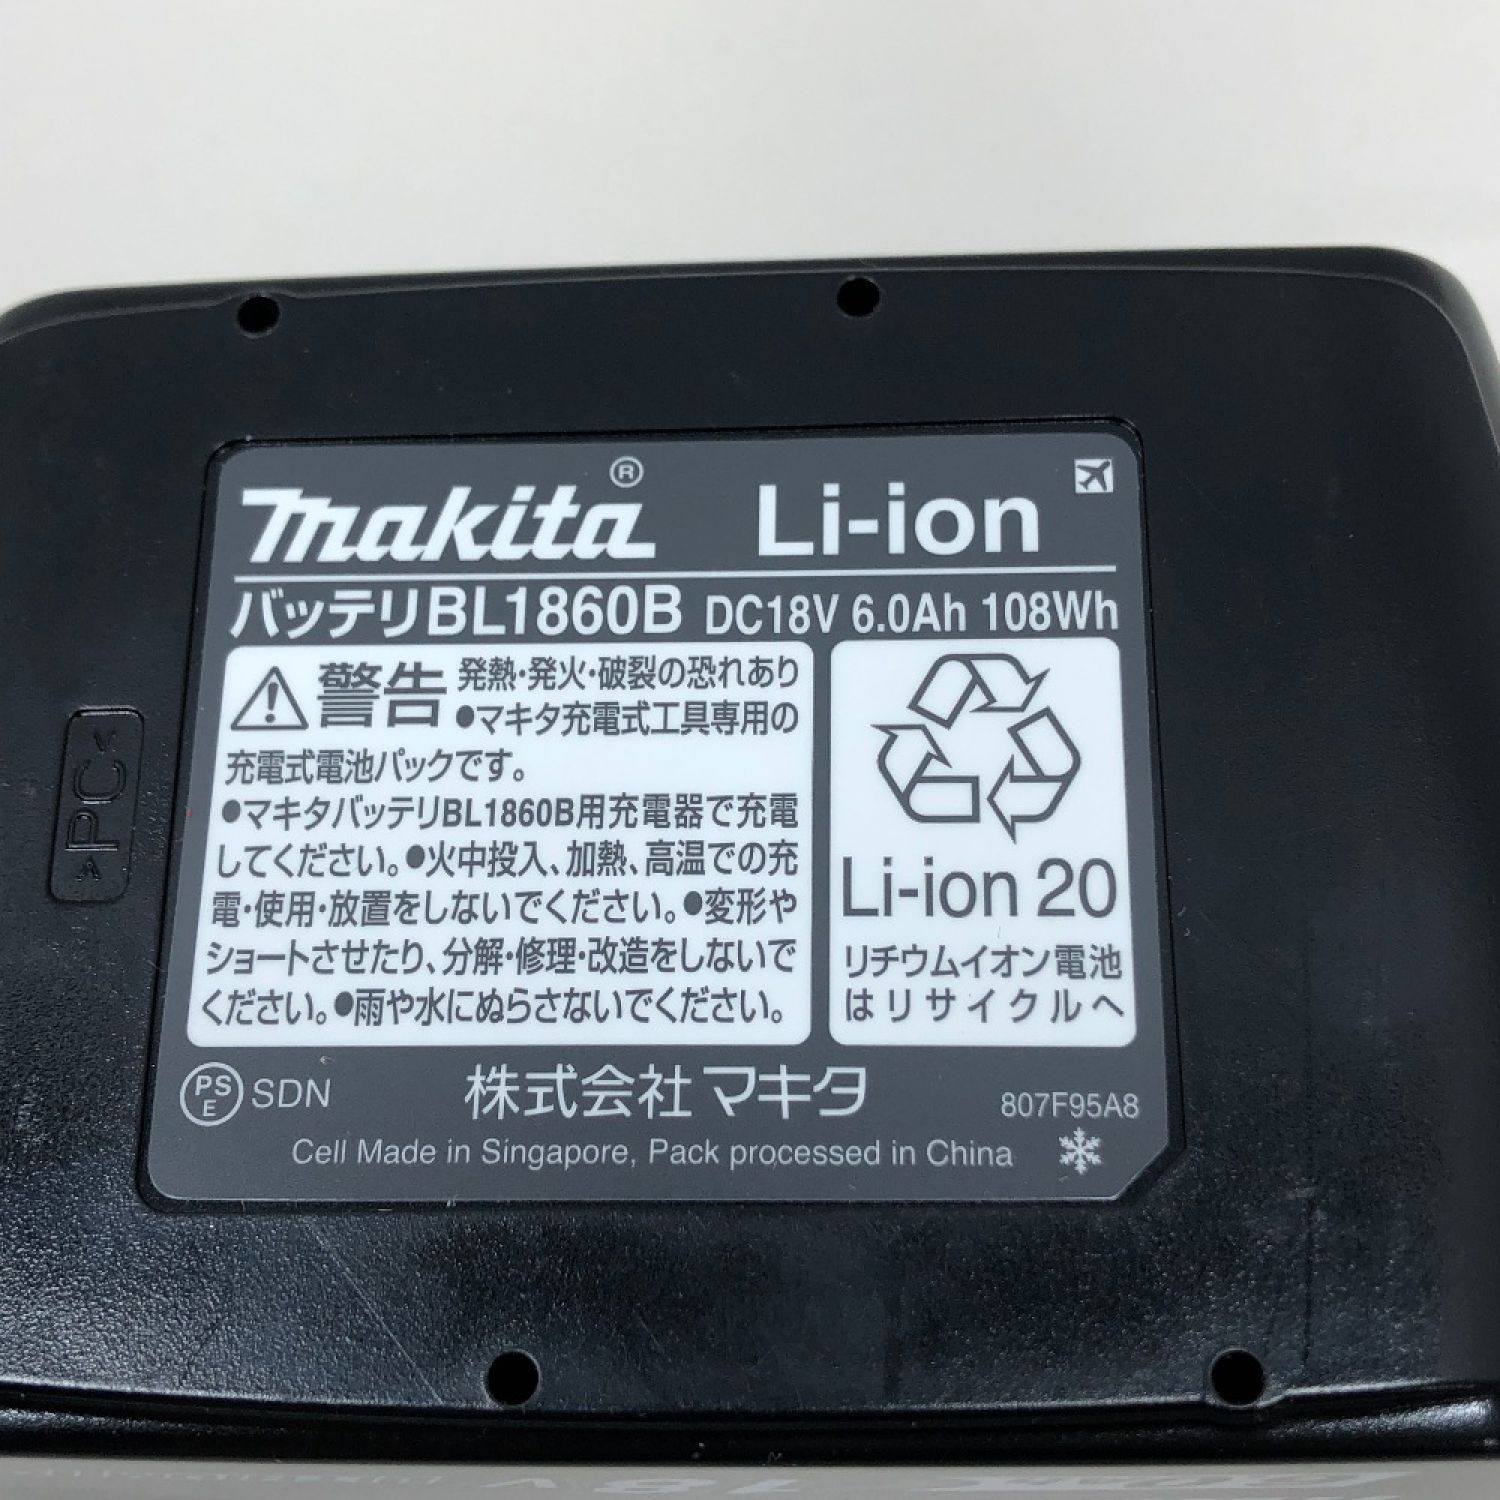 makita® Li-ion
バッテリBL1860B DC18V 6.0Ah 108Wh
警告 発熱・発火・破裂の恐れあり
●マキタ充電式工具専用の
充電式電池パックです。
●マキタバッテリBL1860B用充電器で充電
してください。●火中投入、加熱、高温での充
電・使用・放置をしないでください。●変形や
ショートさせたり、分解・修理・改造をしないで
ください。●雨や水にぬらさないでください。
Li-ion 20
リチウムイオン電池
はリサイクルへ
PSE SDN 株式会社マキタ 807F95A8
Cell Made in Singapore, Pack processed in China
>PC<
18V